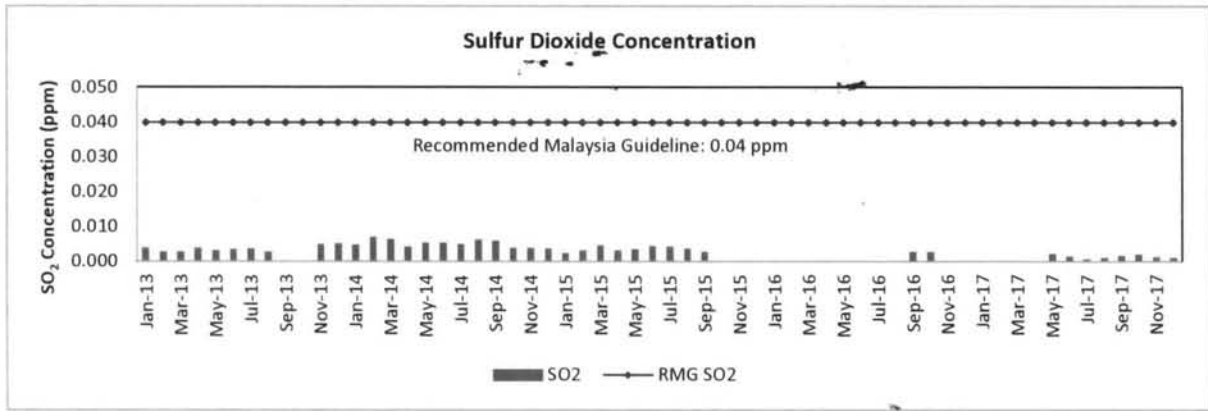 Sulfur Dioxide Concentration
SO₂ Concentration (ppm)
0.050
0.040
0.030
0.020
0.010
0.000
Recommended Malaysia Guideline: 0.04 ppm
Jan-13
Mar-13
May-13
Jul-13
Sep-13
Nov-13
Jan-14
Mar-14
May-14
Jul-14
Sep-14
Nov-14
Jan-15
Mar-15
May-15
Jul-15
Sep-15
Nov-15
Jan-16
Mar-16
May-16
Jul-16
Sep-16
Nov-16
Jan-17
Mar-17
May-17
Jul-17
Sep-17
Nov-17
SO2
RMG SO2